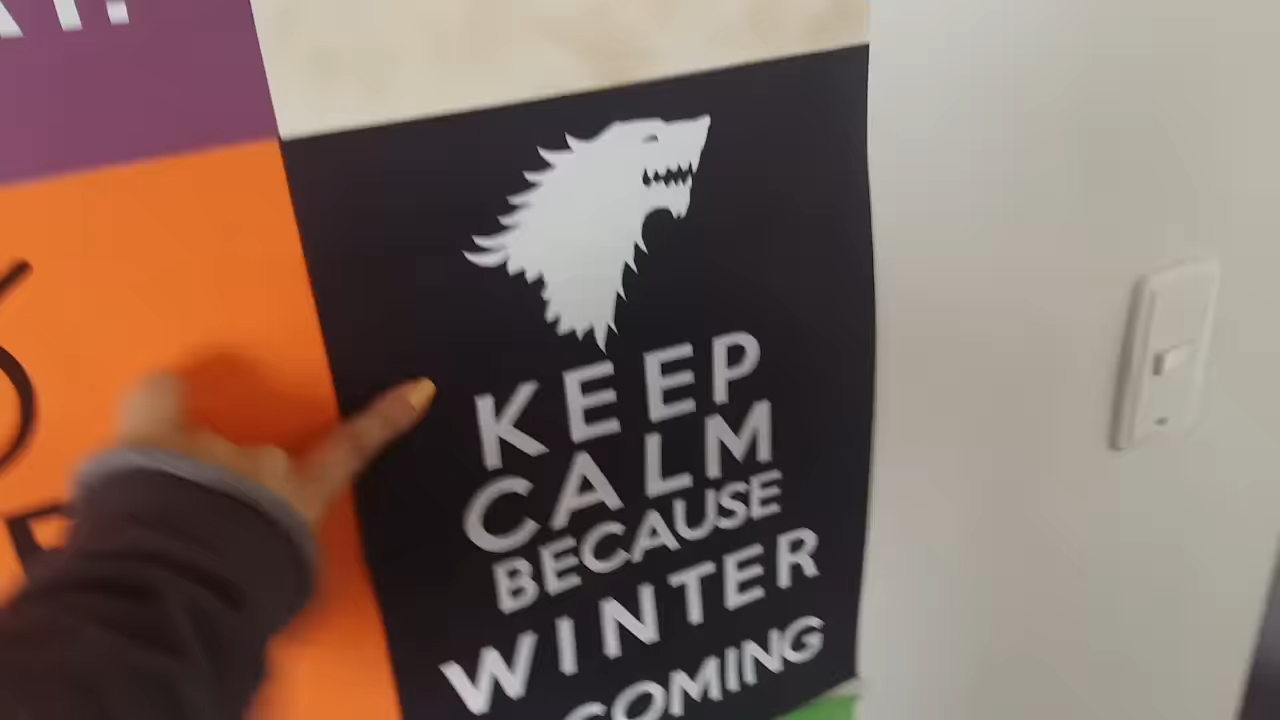 KEEP
CALM
BECAUSE
WINTER
COMING